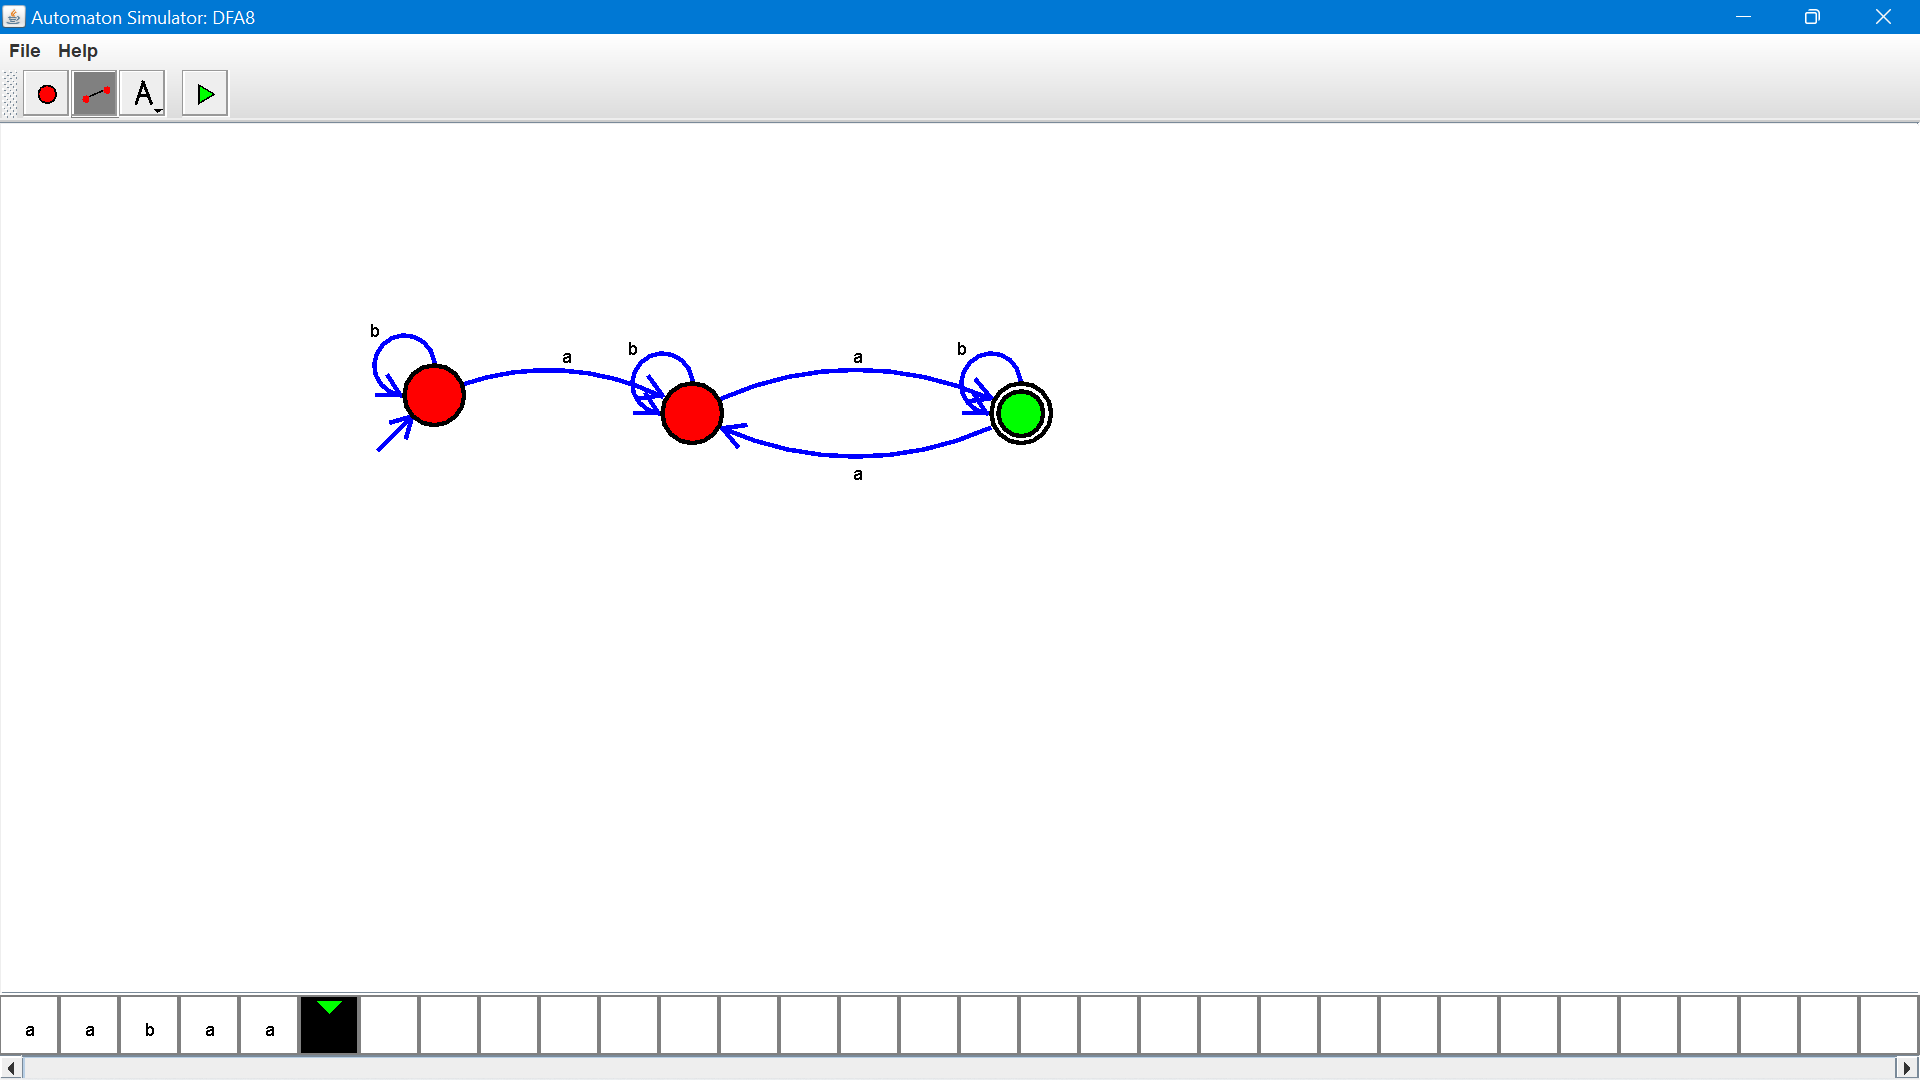 Automaton Simulator: DFA8
File Help
A
b
b a b a a
a
a a b a a